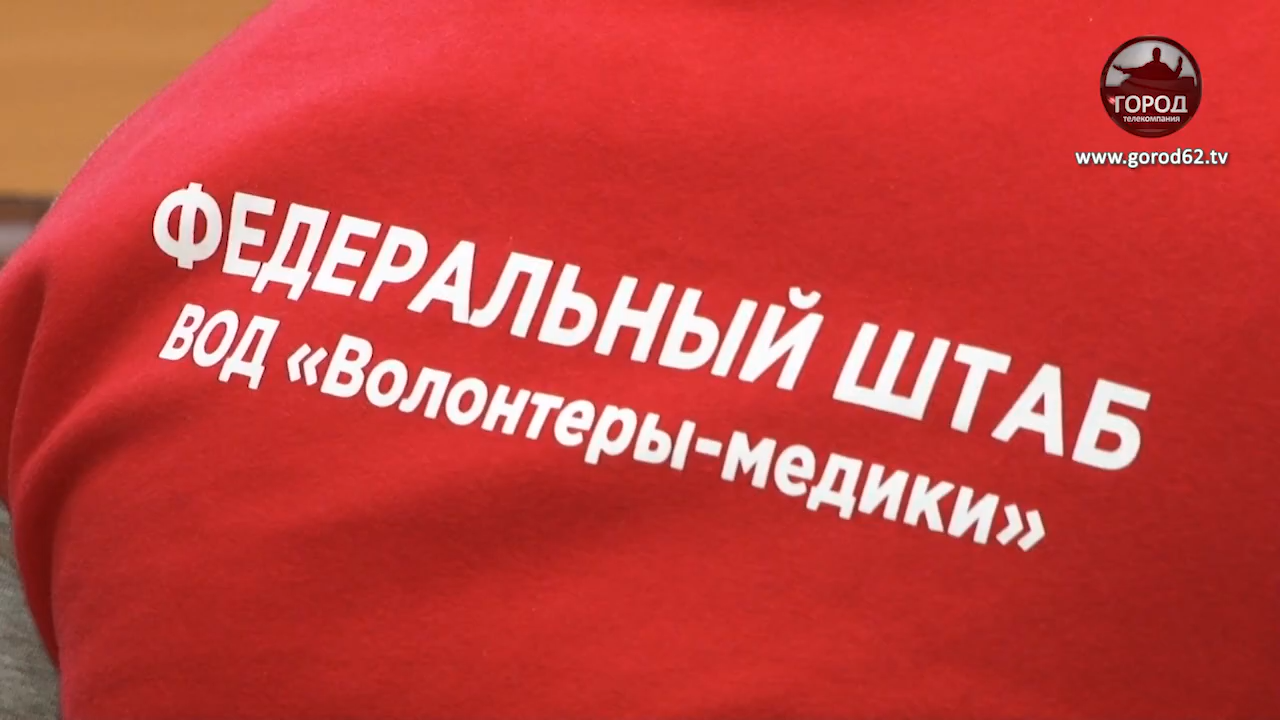 ГОРОД
телекомпания
www.gorod62.tv
ФЕДЕРАЛЬНЫЙ ШТАБ
ВОД «Волонтеры-медики»